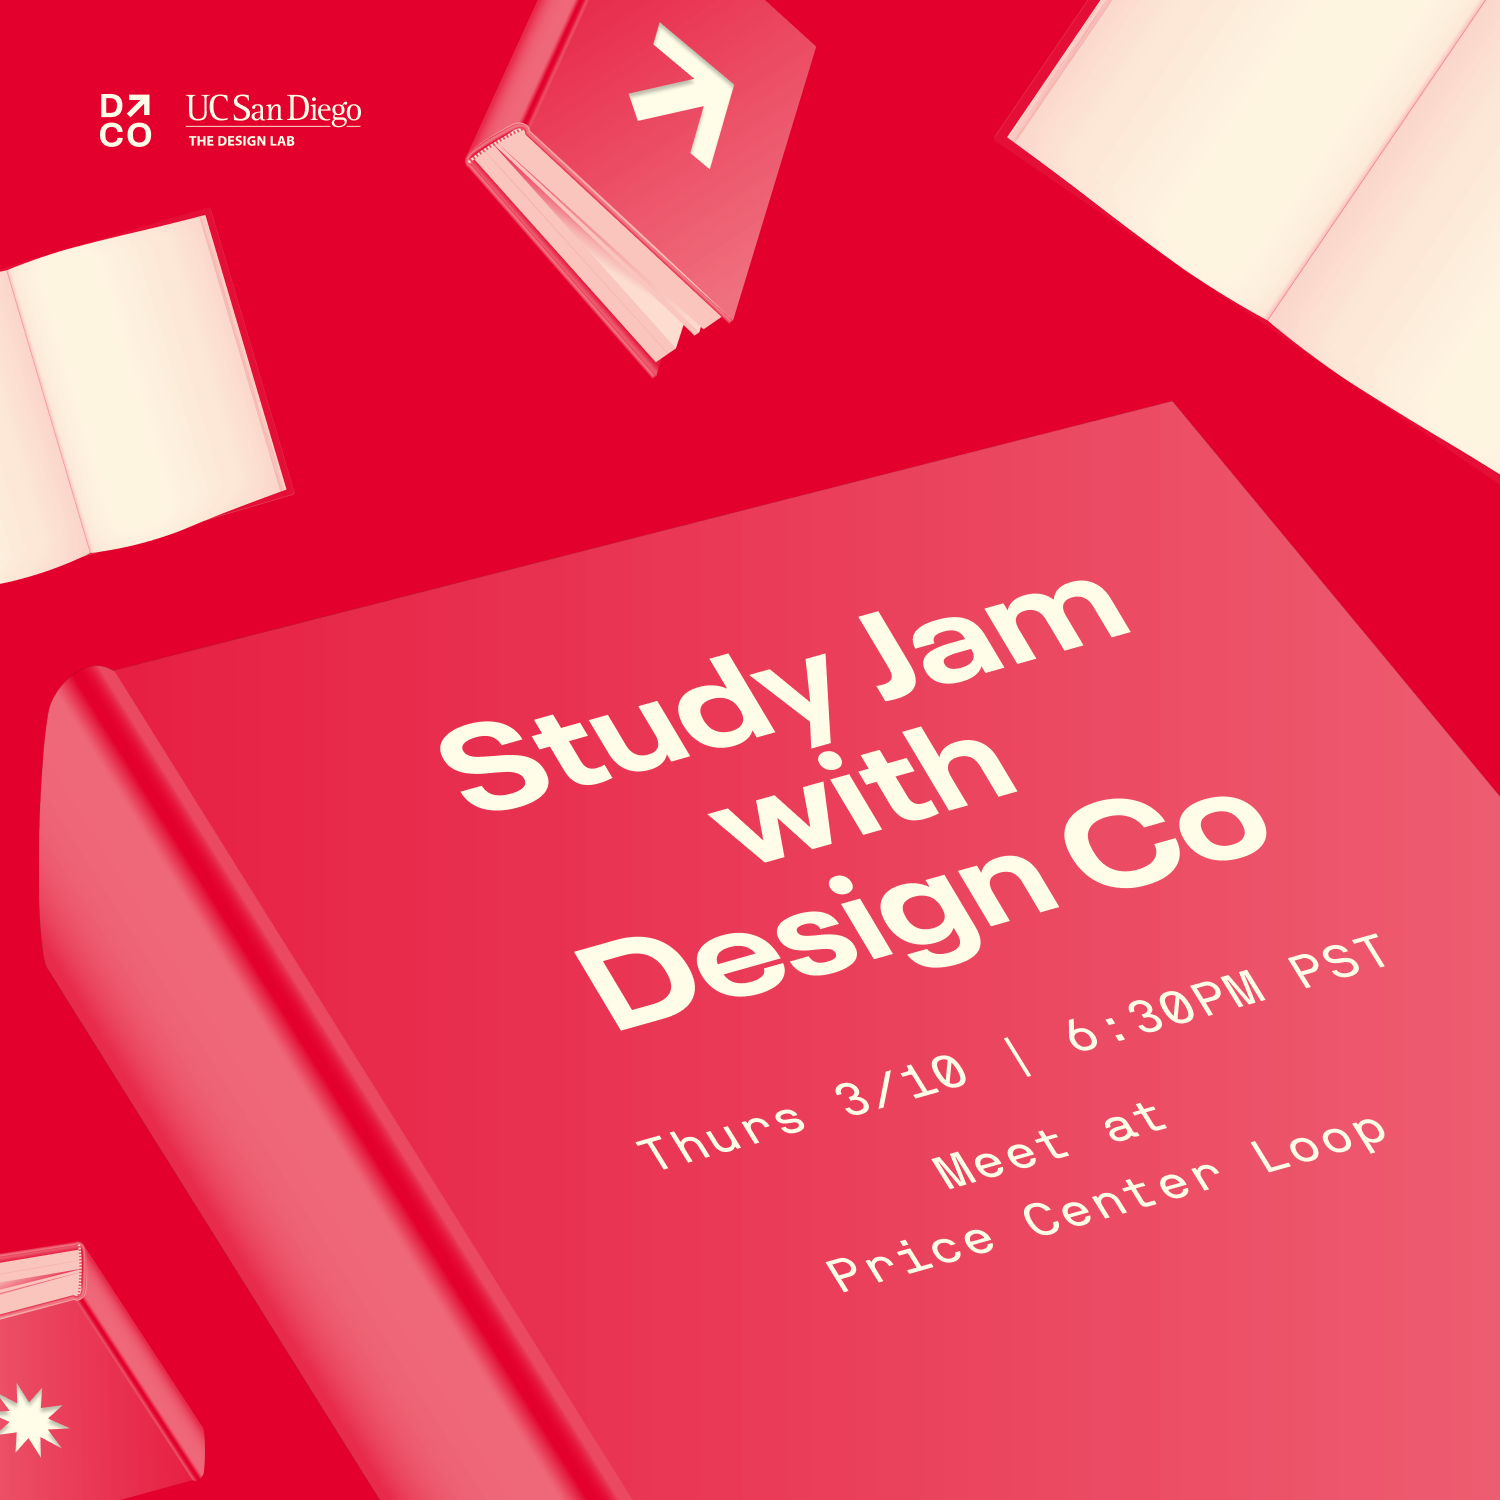 D↗
CO
UC San Diego
THE DESIGN LAB
Study Jam
with
Design Co
Thurs 3/10 | 6:30PM PST
Meet at
Price Center Loop